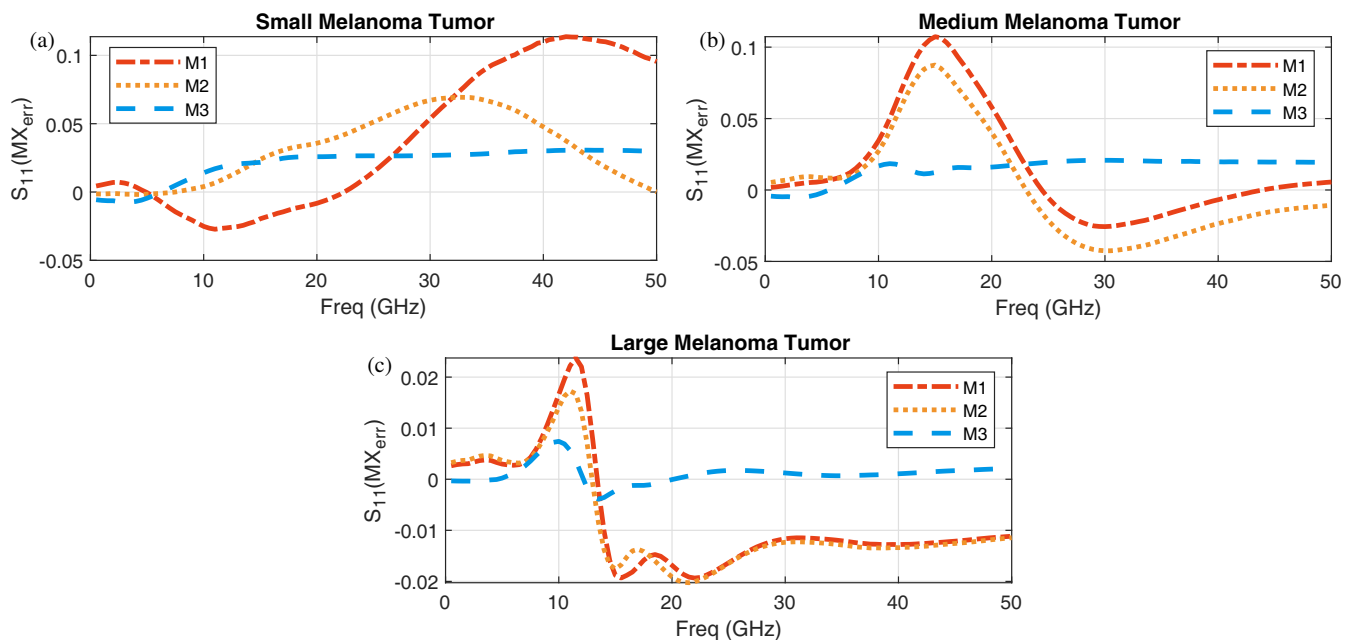 Small Melanoma Tumor
(a)
M1
M2
M3
0.1
0.05
0
-0.05
S11(MXerr)
0 10 20 30 40 50
Freq (GHz)
Medium Melanoma Tumor
(b)
M1
M2
M3
0.1
0.05
0
-0.05
S11(MXerr)
0 10 20 30 40 50
Freq (GHz)
Large Melanoma Tumor
(c)
M1
M2
M3
0.02
0.01
0
-0.01
-0.02
S11(MXerr)
0 10 20 30 40 50
Freq (GHz)